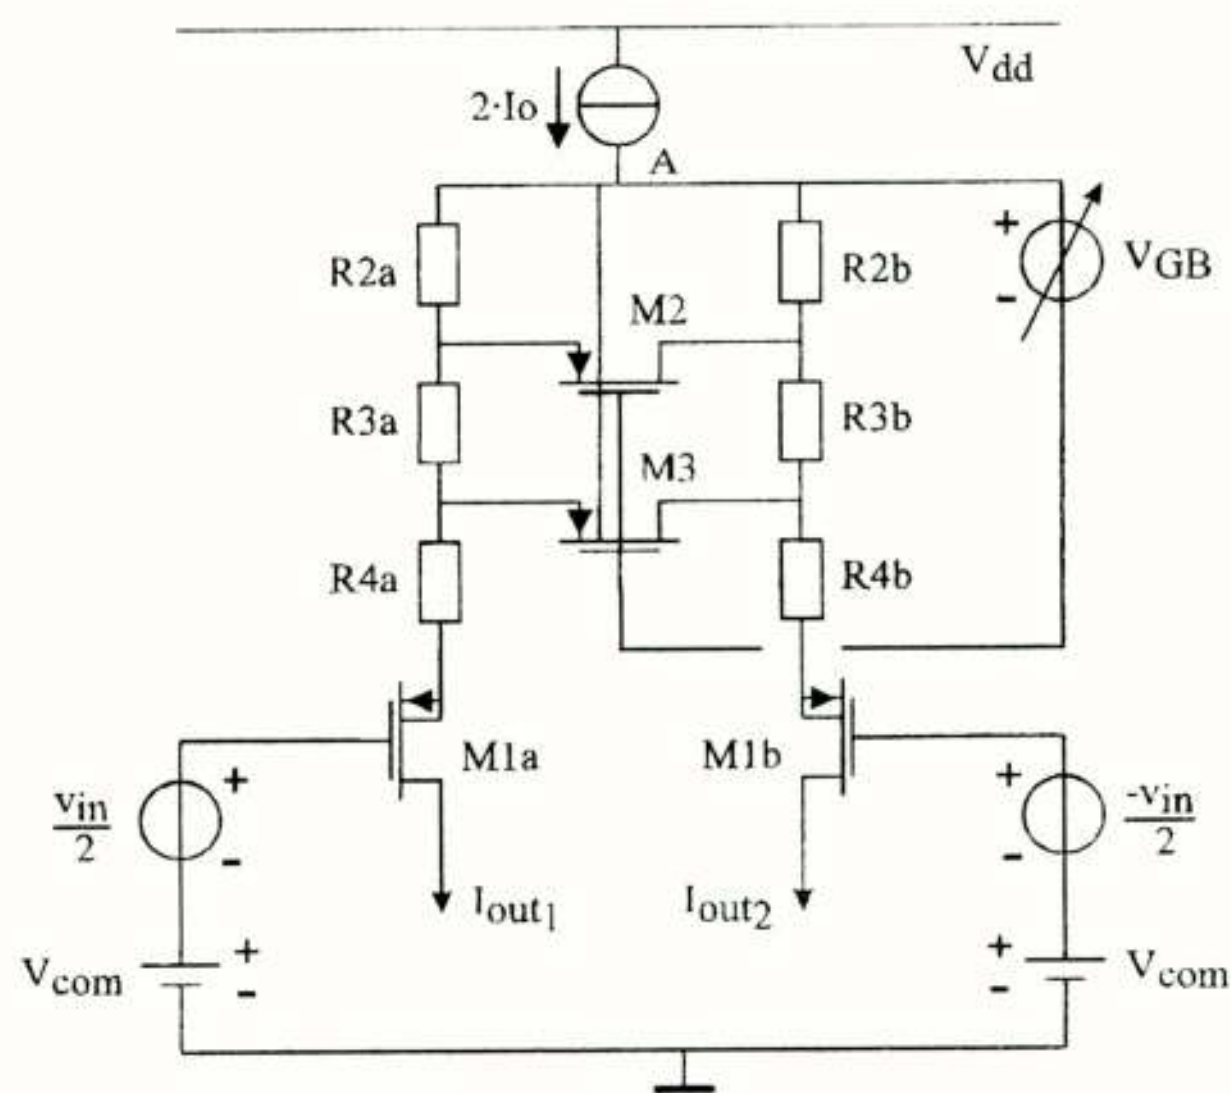 Vdd
2·Io
A
+
-
VGB
R2a
R2b
M2
R3a
R3b
M3
R4a
R4b
M1a
M1b
+
-
vin
2
+
-
-vin
2
Iout1
Iout2
Vcom
+
-
+
-
Vcom